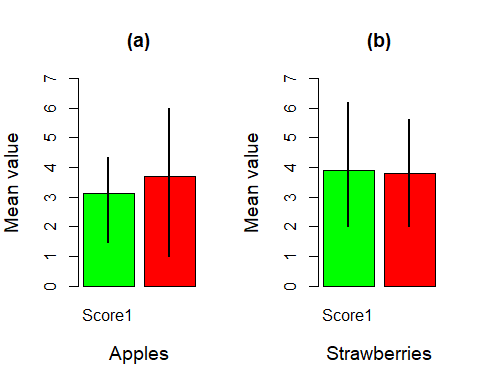 (a)
Mean value
7
6
5
4
3
2
1
0
Score1
Apples
(b)
Mean value
7
6
5
4
3
2
1
0
Score1
Strawberries